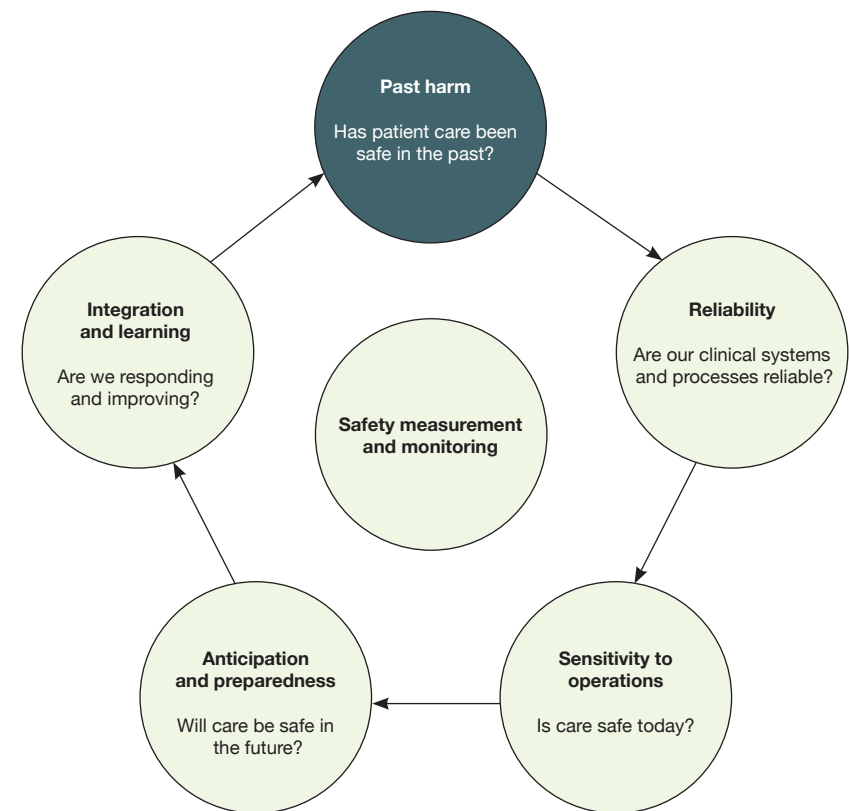 Past harm
Has patient care been
safe in the past?
Reliability
Are our clinical systems
and processes reliable?
Sensitivity to
operations
Is care safe today?
Anticipation
and preparedness
Will care be safe in
the future?
Integration
and learning
Are we responding
and improving?
Safety measurement
and monitoring